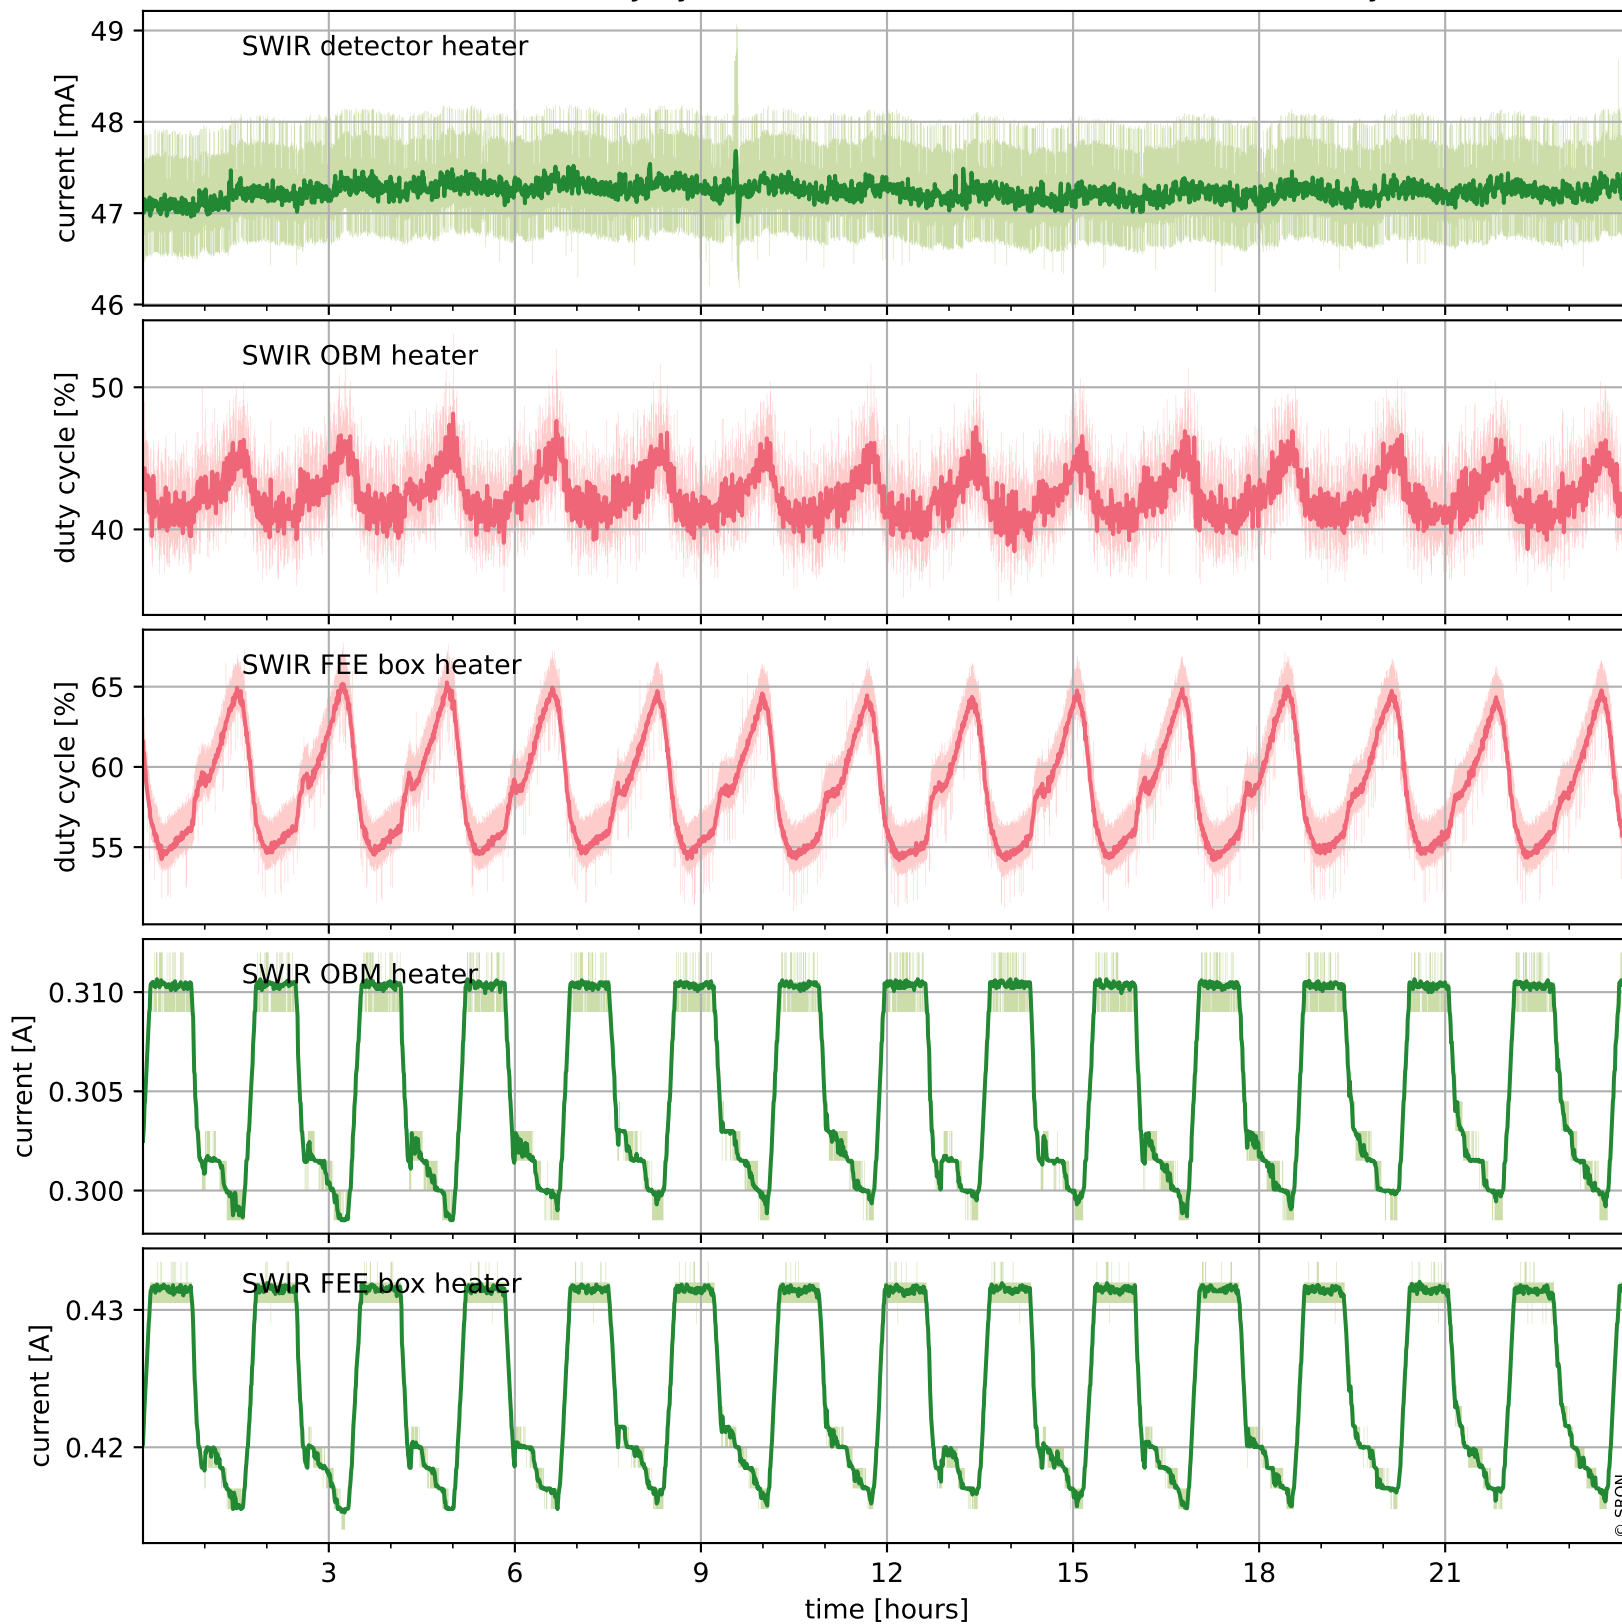 49
48
47
46
current [mA]
SWIR detector heater
50
40
duty cycle [%]
SWIR OBM heater
65
60
55
duty cycle [%]
SWIR FEE box heater
0.310
0.305
0.300
current [A]
SWIR OBM heater
0.43
0.42
current [A]
SWIR FEE box heater
© SRON
3 6 9 12 15 18 21
time [hours]